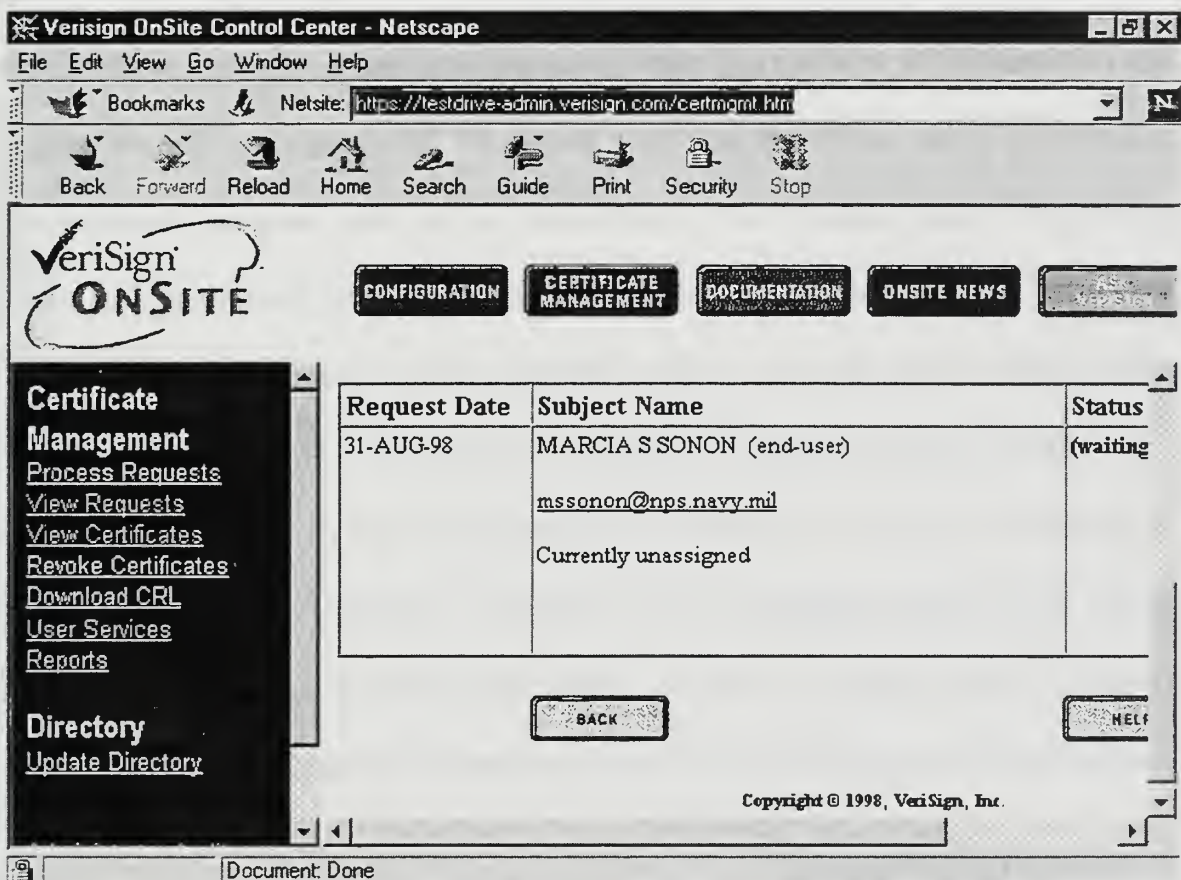 Verisign OnSite Control Center - Netscape
File Edit View Go Window Help
Bookmarks Netsite: https://testdrive-admin.verisign.com/certmgmt.htm N
Back Forward Reload Home Search Guide Print Security Stop
VeriSign
ONSITE
CONFIGURATION
CERTIFICATE
MANAGEMENT
DOCUMENTATION
ONSITE NEWS
VERISIGN
Certificate
Management
Process Requests
View Requests
View Certificates
Revoke Certificates
Download CRL
User Services
Reports
Directory
Update Directory
Request Date Subject Name Status
31-AUG-98 MARCIA S SONON (end-user) (waiting
mssonon@nps.navy.mil
Currently unassigned
BACK HELP
Copyright © 1998, VeriSign, Inc.
Document: Done